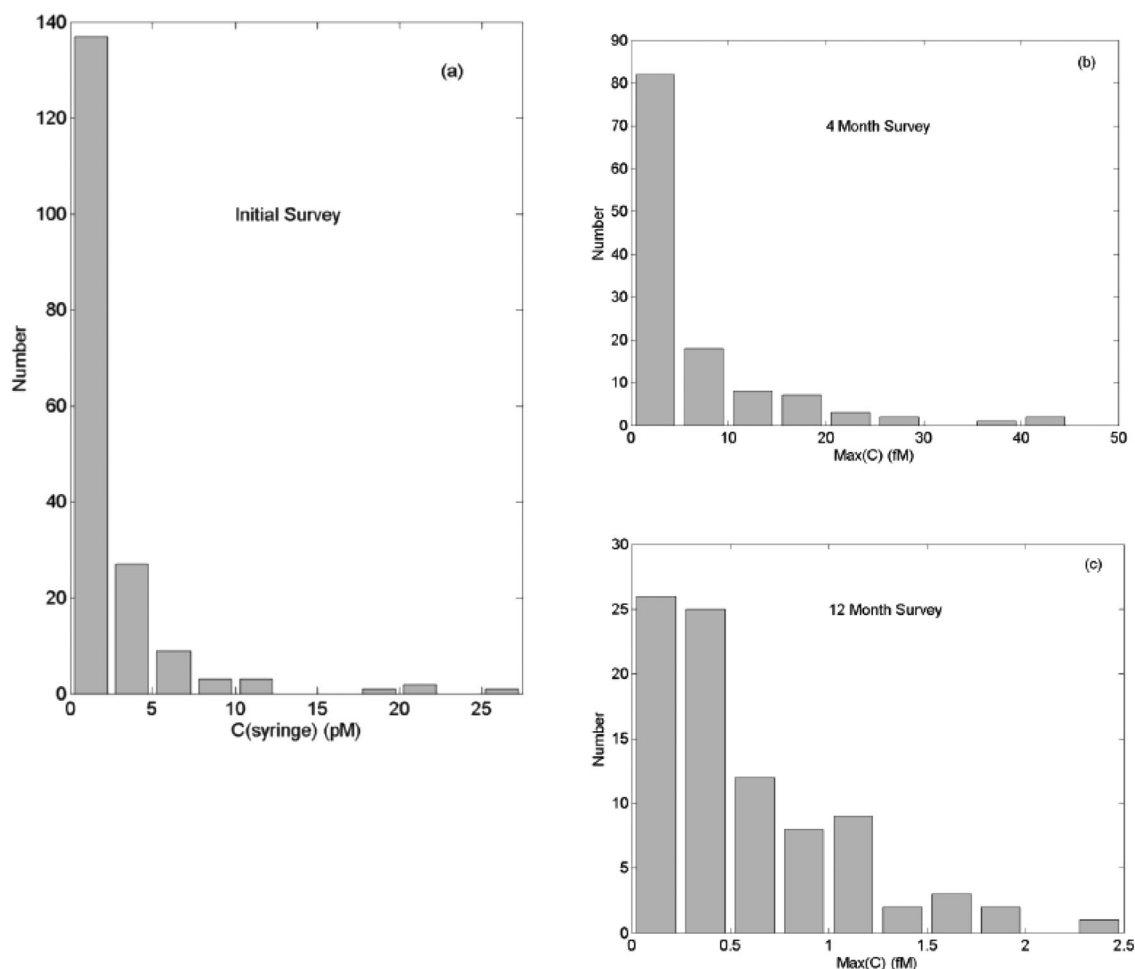 140
120
100
80
60
40
20
0
Number
(a)
Initial Survey
0 5 10 15 20 25
C(syringe) (pM)
90
80
70
60
50
40
30
20
10
0
Number
(b)
4 Month Survey
0 10 20 30 40 50
Max(C) (fM)
30
25
20
15
10
5
0
Number
(c)
12 Month Survey
0 0.5 1 1.5 2 2.5
Max(C) (fM)